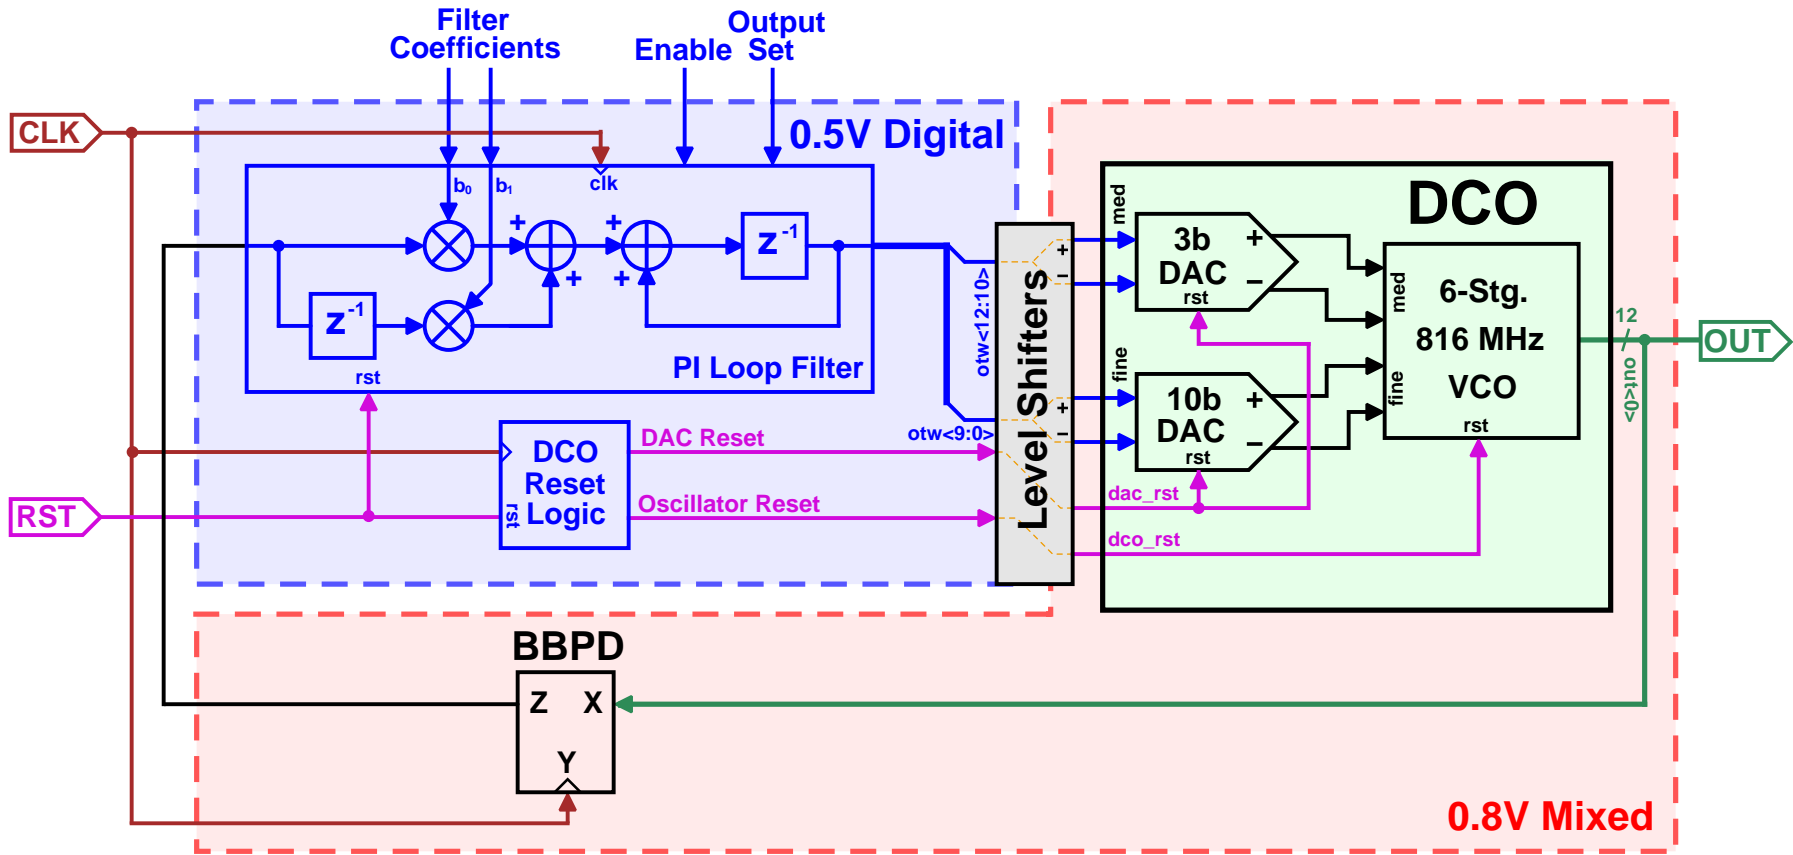 Filter
Coefficients
Output
Enable Set
CLK
0.5V Digital
b₀
b₁
clk
+
+
+
+
z⁻¹
z⁻¹
PI Loop Filter
rst
DCO
Reset
Logic
rst
DAC Reset
Oscillator Reset
RST
otw<12:10>
otw<9:0>
Level Shifters
+
−
+
−
DCO
med
3b
DAC
rst
+
−
fine
10b
DAC
rst
+
−
dac_rst
dco_rst
med
fine
6-Stg.
816 MHz
VCO
rst
12
out<0>
OUT
BBPD
Z
X
Y
0.8V Mixed